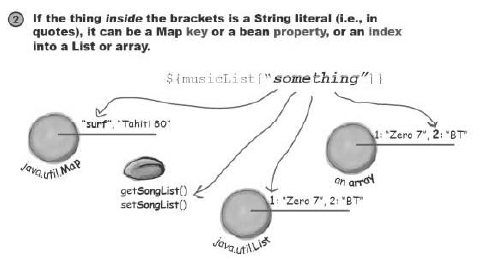 2 If the thing inside the brackets is a String literal (i.e., in
quotes), it can be a Map key or a bean property, or an index
into a List or array.
${musicList["something"]}
"surf", "Tahiti 80"
java.util.Map
getSongList()
setSongList()
1: "Zero 7", 2: "BT"
java.util.List
1: "Zero 7", 2: "BT"
an array